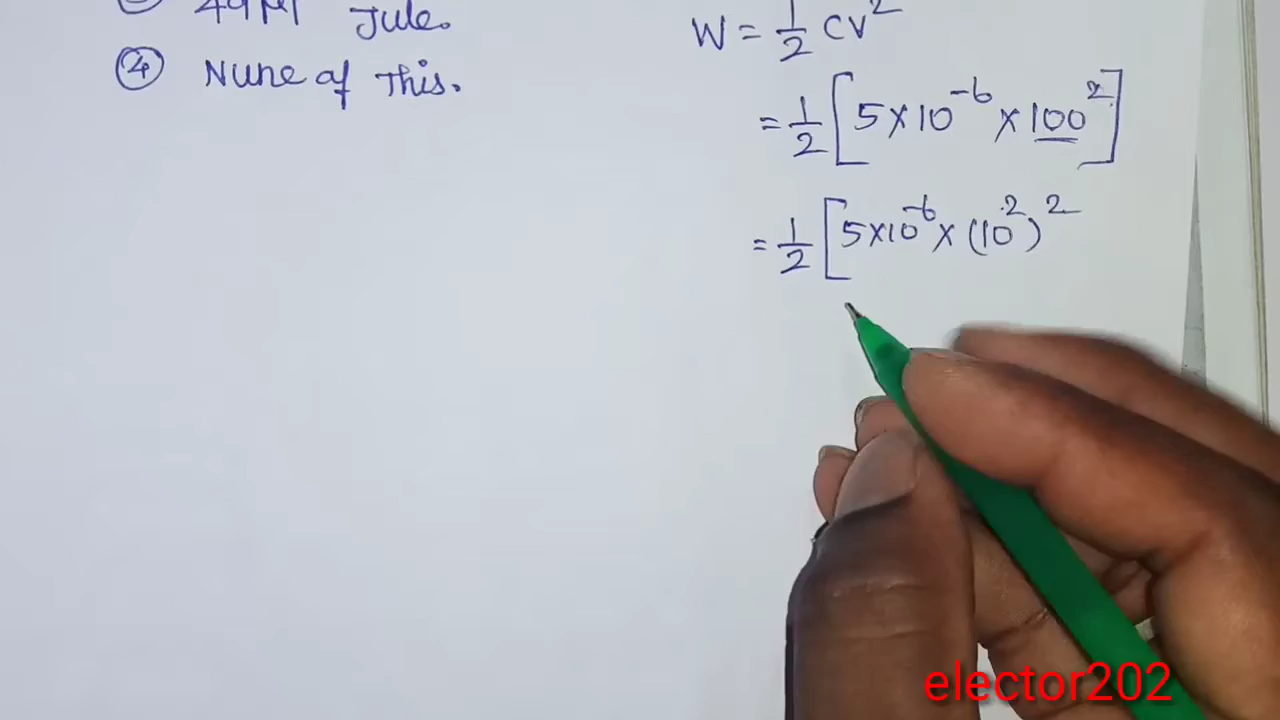 Jule.
④ Nune of This.
W = 1/2 CV²
= 1/2 [5×10⁻⁶ × 100²]
= 1/2 [5×10⁻⁶ × (10²)²
elector202